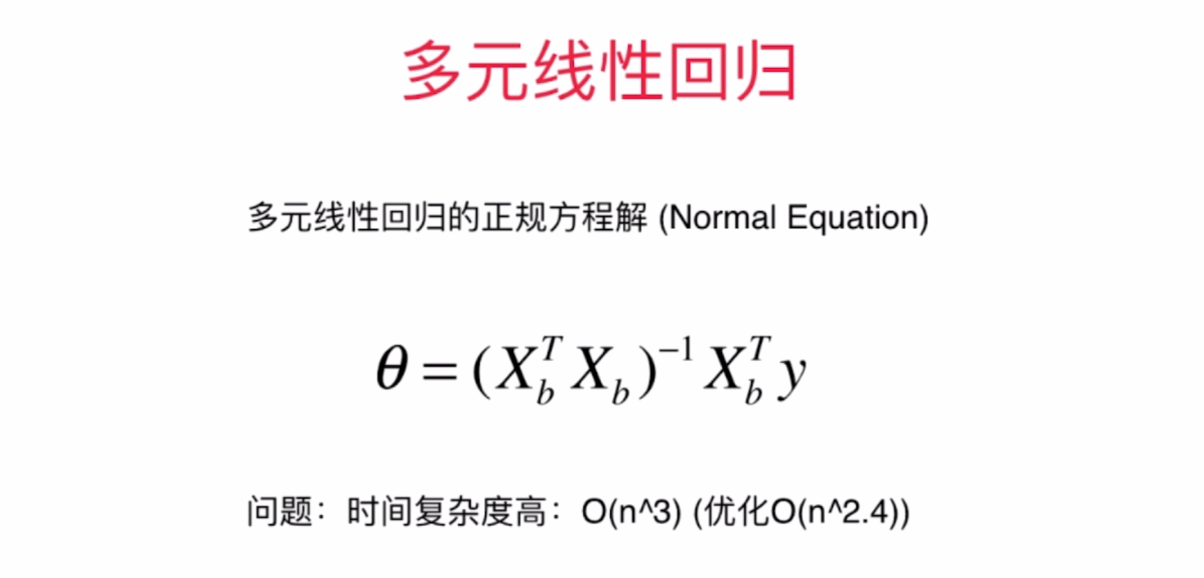 多元线性回归
多元线性回归的正规方程解 (Normal Equation)
θ = (X_b^T X_b)^{-1} X_b^T y
问题：时间复杂度高：O(n^3) (优化O(n^2.4))